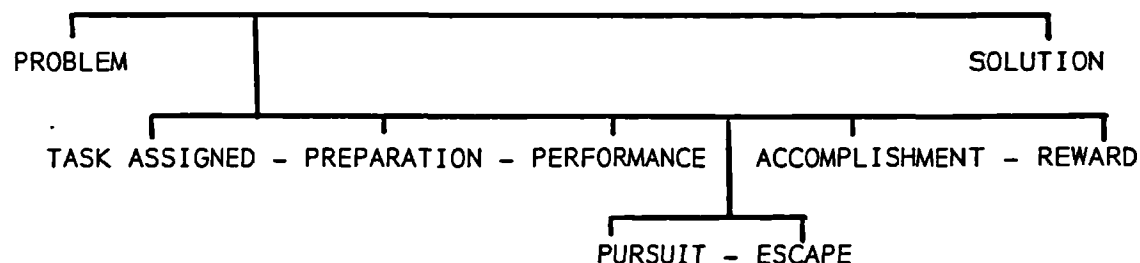 PROBLEM SOLUTION
TASK ASSIGNED – PREPARATION – PERFORMANCE ACCOMPLISHMENT – REWARD
PURSUIT – ESCAPE